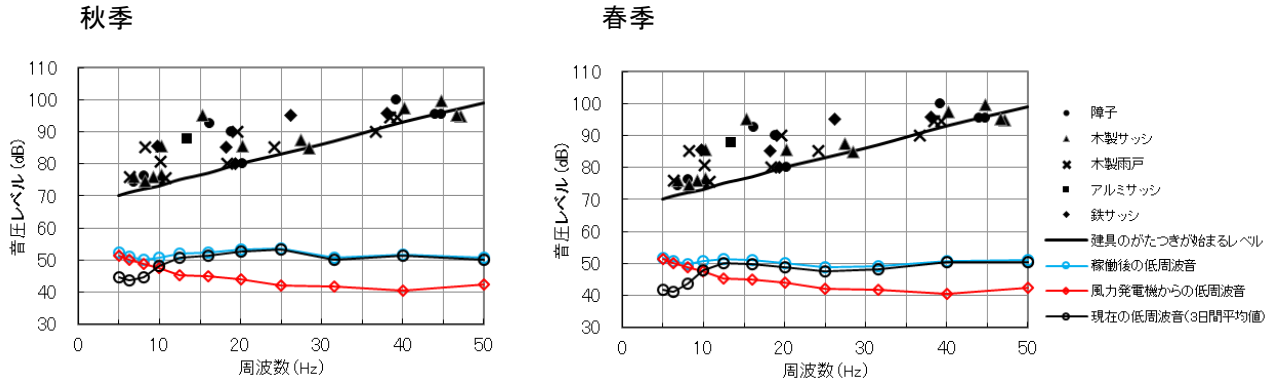 秋季
春季
110
100
90
80
70
60
50
40
30
音圧レベル(dB)
0
10
20
30
40
50
周波数(Hz)
110
100
90
80
70
60
50
40
30
音圧レベル(dB)
0
10
20
30
40
50
周波数(Hz)
障子
木製サッシ
木製雨戸
アルミサッシ
鉄サッシ
建具のがたつきが始まるレベル
稼働後の低周波音
風力発電機からの低周波音
現在の低周波音(3日間平均値)